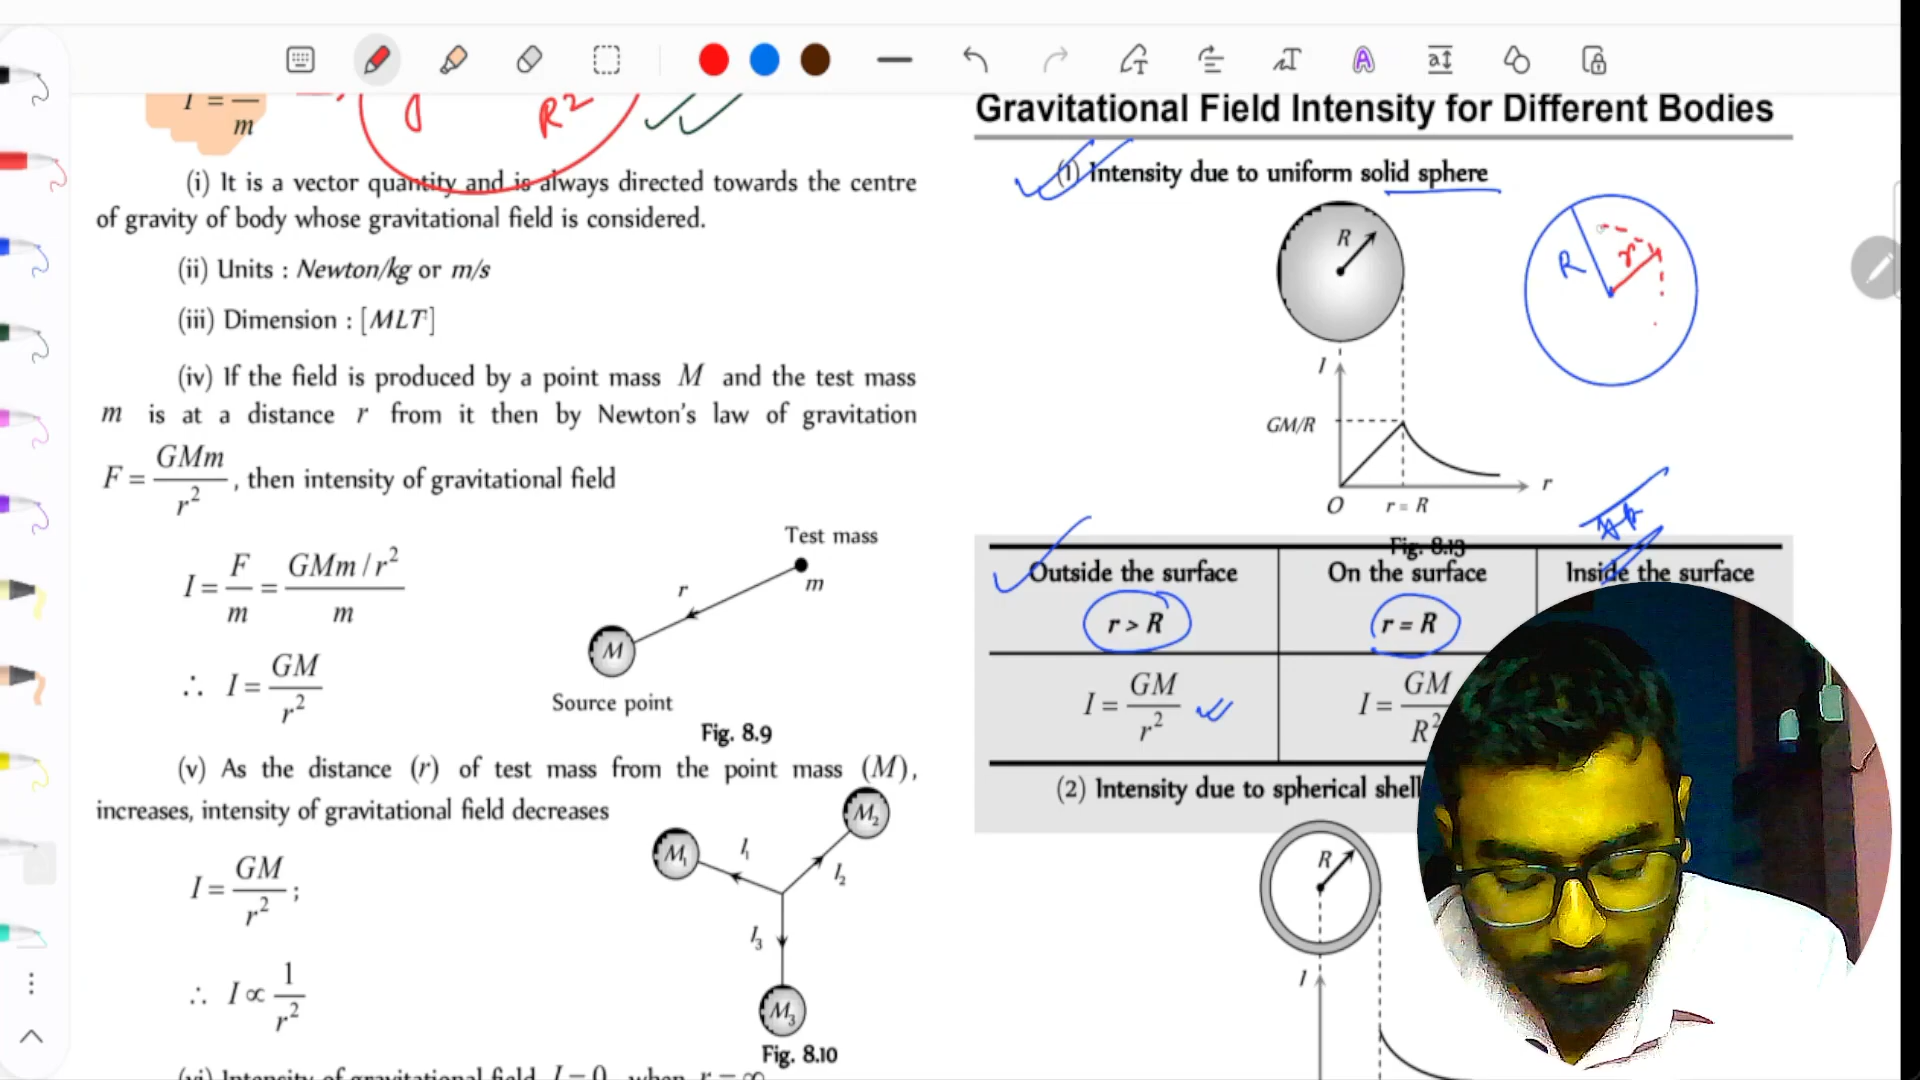 I =
m
g
R2
(i) It is a vector quantity and is always directed towards the centre
of gravity of body whose gravitational field is considered.
(ii) Units : Newton/kg or m/s
(iii) Dimension : [MLT]
(iv) If the field is produced by a point mass M and the test mass
m is at a distance r from it then by Newton's law of gravitation
F = GMm / r2 , then intensity of gravitational field
I = F / m = GMm / r2 / m
∴ I = GM / r2
Test mass
r
m
M
Source point
Fig. 8.9
(v) As the distance (r) of test mass from the point mass (M),
increases, intensity of gravitational field decreases
I = GM / r2 ;
∴ I ∝ 1 / r2
M1
I1
M2
I2
I3
M3
Fig. 8.10
(vi) Intensity of gravitational field I = 0 when r = ∞
Gravitational Field Intensity for Different Bodies
(1) Intensity due to uniform solid sphere
R
R
r
I
GM/R
O
r = R
r
Fig. 8.13
Outside the surface
r > R
On the surface
r = R
Inside the surface
I = GM / r2
I = GM / R2
(2) Intensity due to spherical shell
R
I